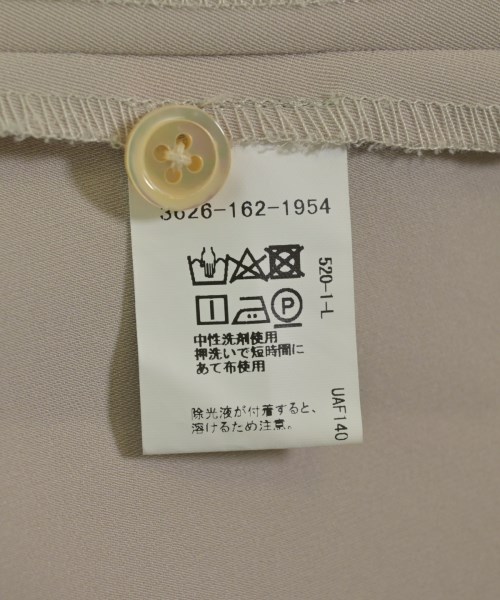 3626-162-1954
P
中性洗剤使用
押洗いで短時間に
あて布使用
除光液が付着すると、
溶けるため注意。
520-1-L
UAF140